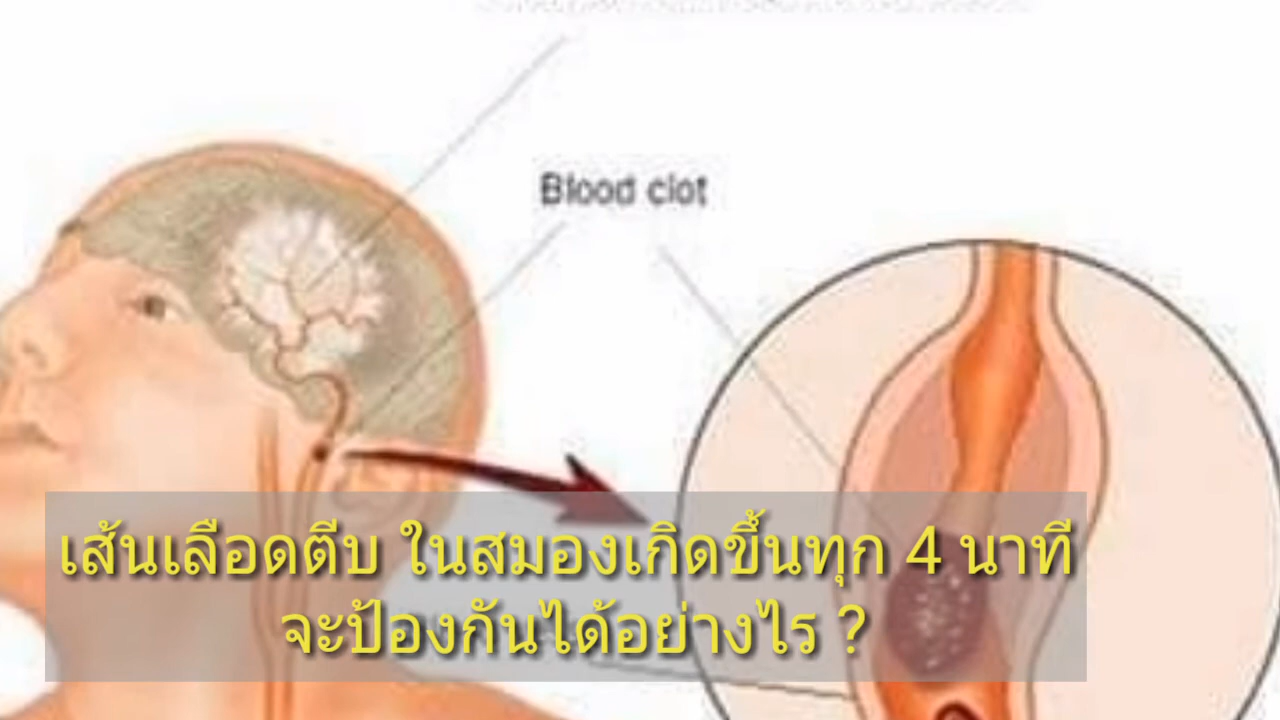 Blood clot
เส้นเลือดตีบ ในสมองเกิดขึ้นทุก 4 นาที
จะป้องกันได้อย่างไร ?